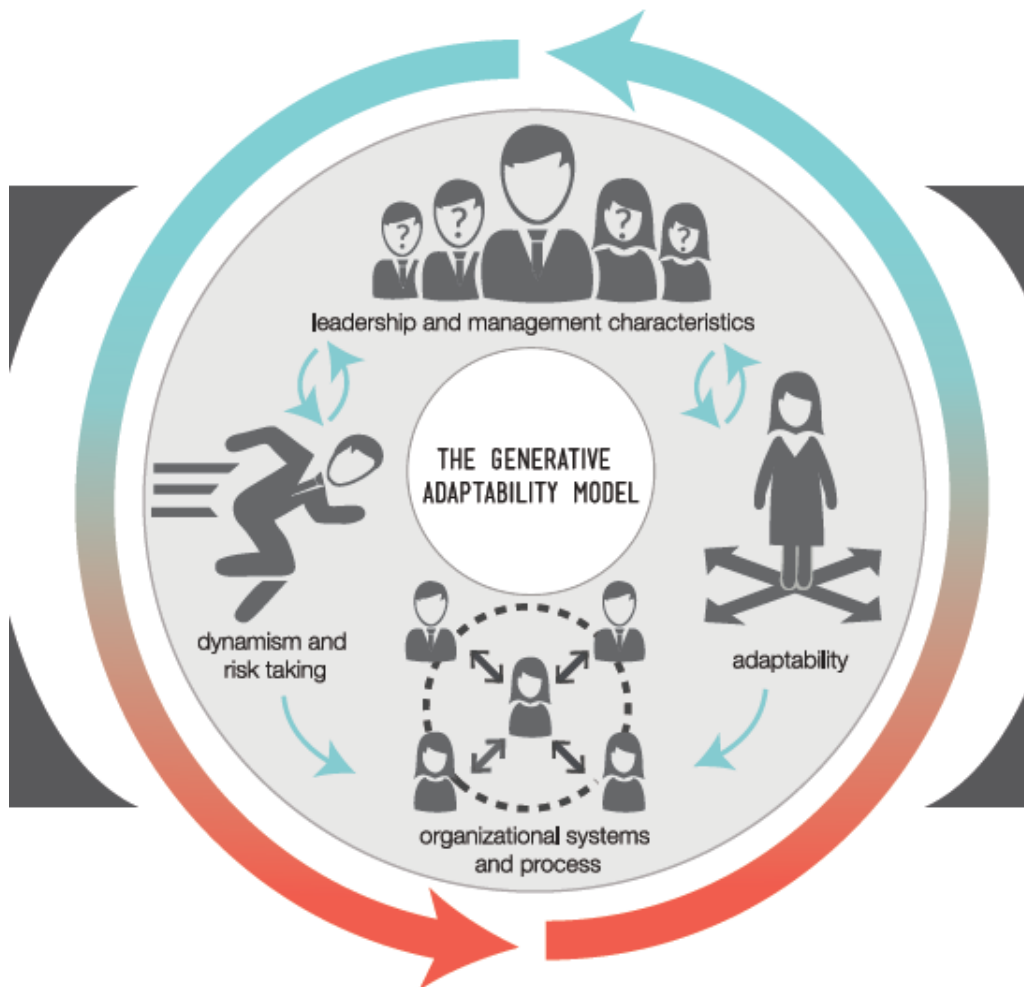 ?
?
?
?
leadership and management characteristics
THE GENERATIVE
ADAPTABILITY MODEL
dynamism and
risk taking
adaptability
organizational systems
and process